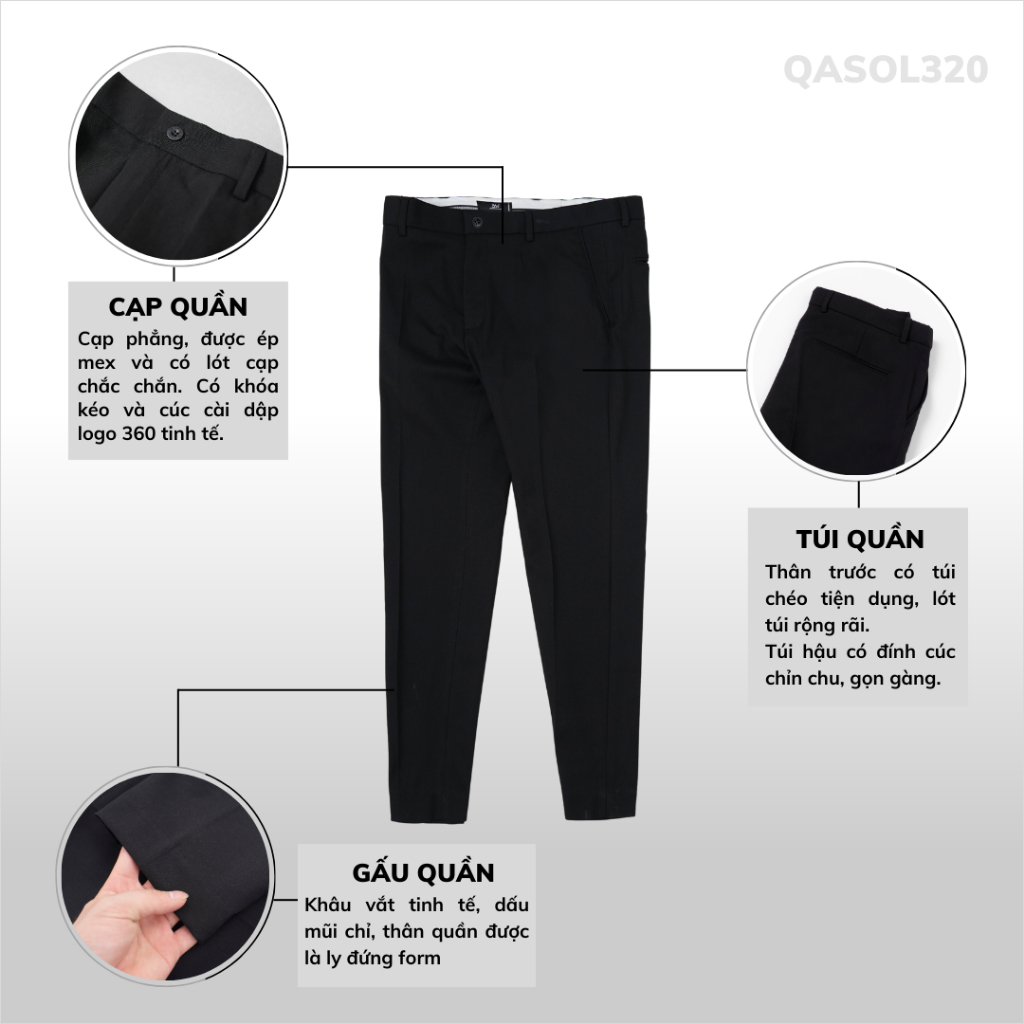 QASOL320
CẠP QUẦN
Cạp phẳng, được ép
mex và có lót cạp
chắc chắn. Có khóa
kéo và cúc cài dập
logo 360 tinh tế.
TÚI QUẦN
Thân trước có túi
chéo tiện dụng, lót
túi rộng rãi.
Túi hậu có đính cúc
chỉn chu, gọn gàng.
GẤU QUẦN
Khâu vắt tinh tế, dấu
mũi chỉ, thân quần được
là ly đứng form